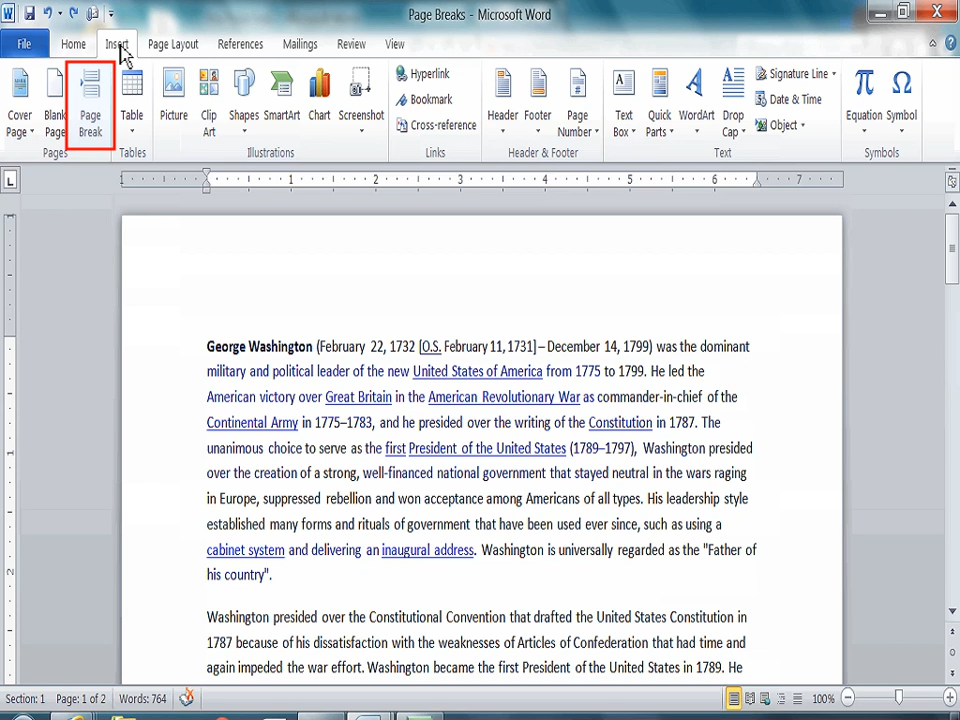 Page Breaks - Microsoft Word
File Home Insert Page Layout References Mailings Review View
Cover Page Blank Page Page Break Table Picture Clip Art Shapes SmartArt Chart Screenshot Hyperlink Bookmark Cross-reference Header Footer Page Number Text Box Quick Parts WordArt Drop Cap Signature Line Date & Time Object Equation Symbol
Pages Tables Illustrations Links Header & Footer Text Symbols
L 1 1 2 3 4 5 6 7
George Washington (February 22, 1732 [O.S. February 11, 1731] – December 14, 1799) was the dominant
military and political leader of the new United States of America from 1775 to 1799. He led the
American victory over Great Britain in the American Revolutionary War as commander-in-chief of the
Continental Army in 1775–1783, and he presided over the writing of the Constitution in 1787. The
unanimous choice to serve as the first President of the United States (1789–1797), Washington presided
over the creation of a strong, well-financed national government that stayed neutral in the wars raging
in Europe, suppressed rebellion and won acceptance among Americans of all types. His leadership style
established many forms and rituals of government that have been used ever since, such as using a
cabinet system and delivering an inaugural address. Washington is universally regarded as the "Father of
his country".
Washington presided over the Constitutional Convention that drafted the United States Constitution in
1787 because of his dissatisfaction with the weaknesses of Articles of Confederation that had time and
again impeded the war effort. Washington became the first President of the United States in 1789. He
1
2
Section: 1 Page: 1 of 2 Words: 764 100%